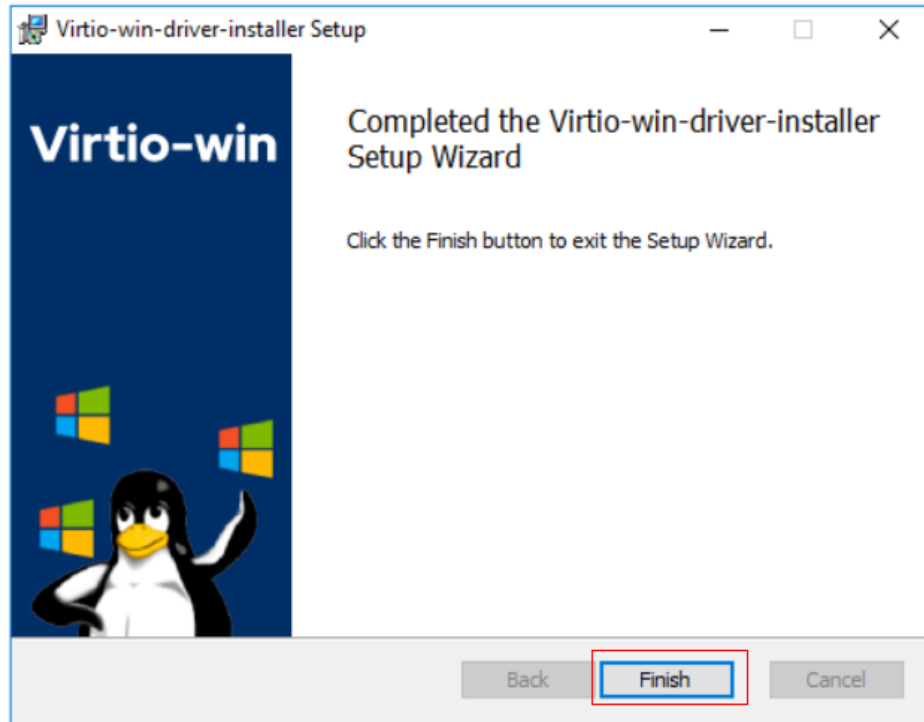 Virtio-win-driver-installer Setup
Virtio-win
Completed the Virtio-win-driver-installer
Setup Wizard
Click the Finish button to exit the Setup Wizard.
Back Finish Cancel